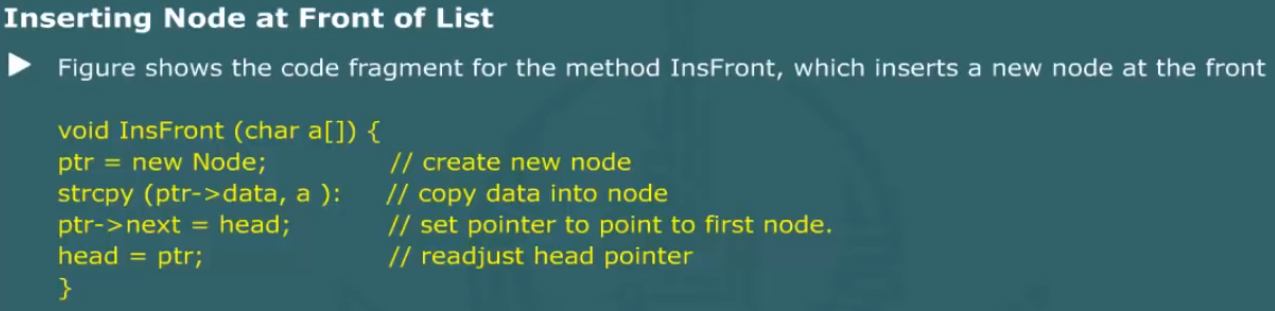 Inserting Node at Front of List
Figure shows the code fragment for the method InsFront, which inserts a new node at the front
void InsFront (char a[]) {
ptr = new Node; // create new node
strcpy (ptr->data, a ): // copy data into node
ptr->next = head; // set pointer to point to first node.
head = ptr; // readjust head pointer
}